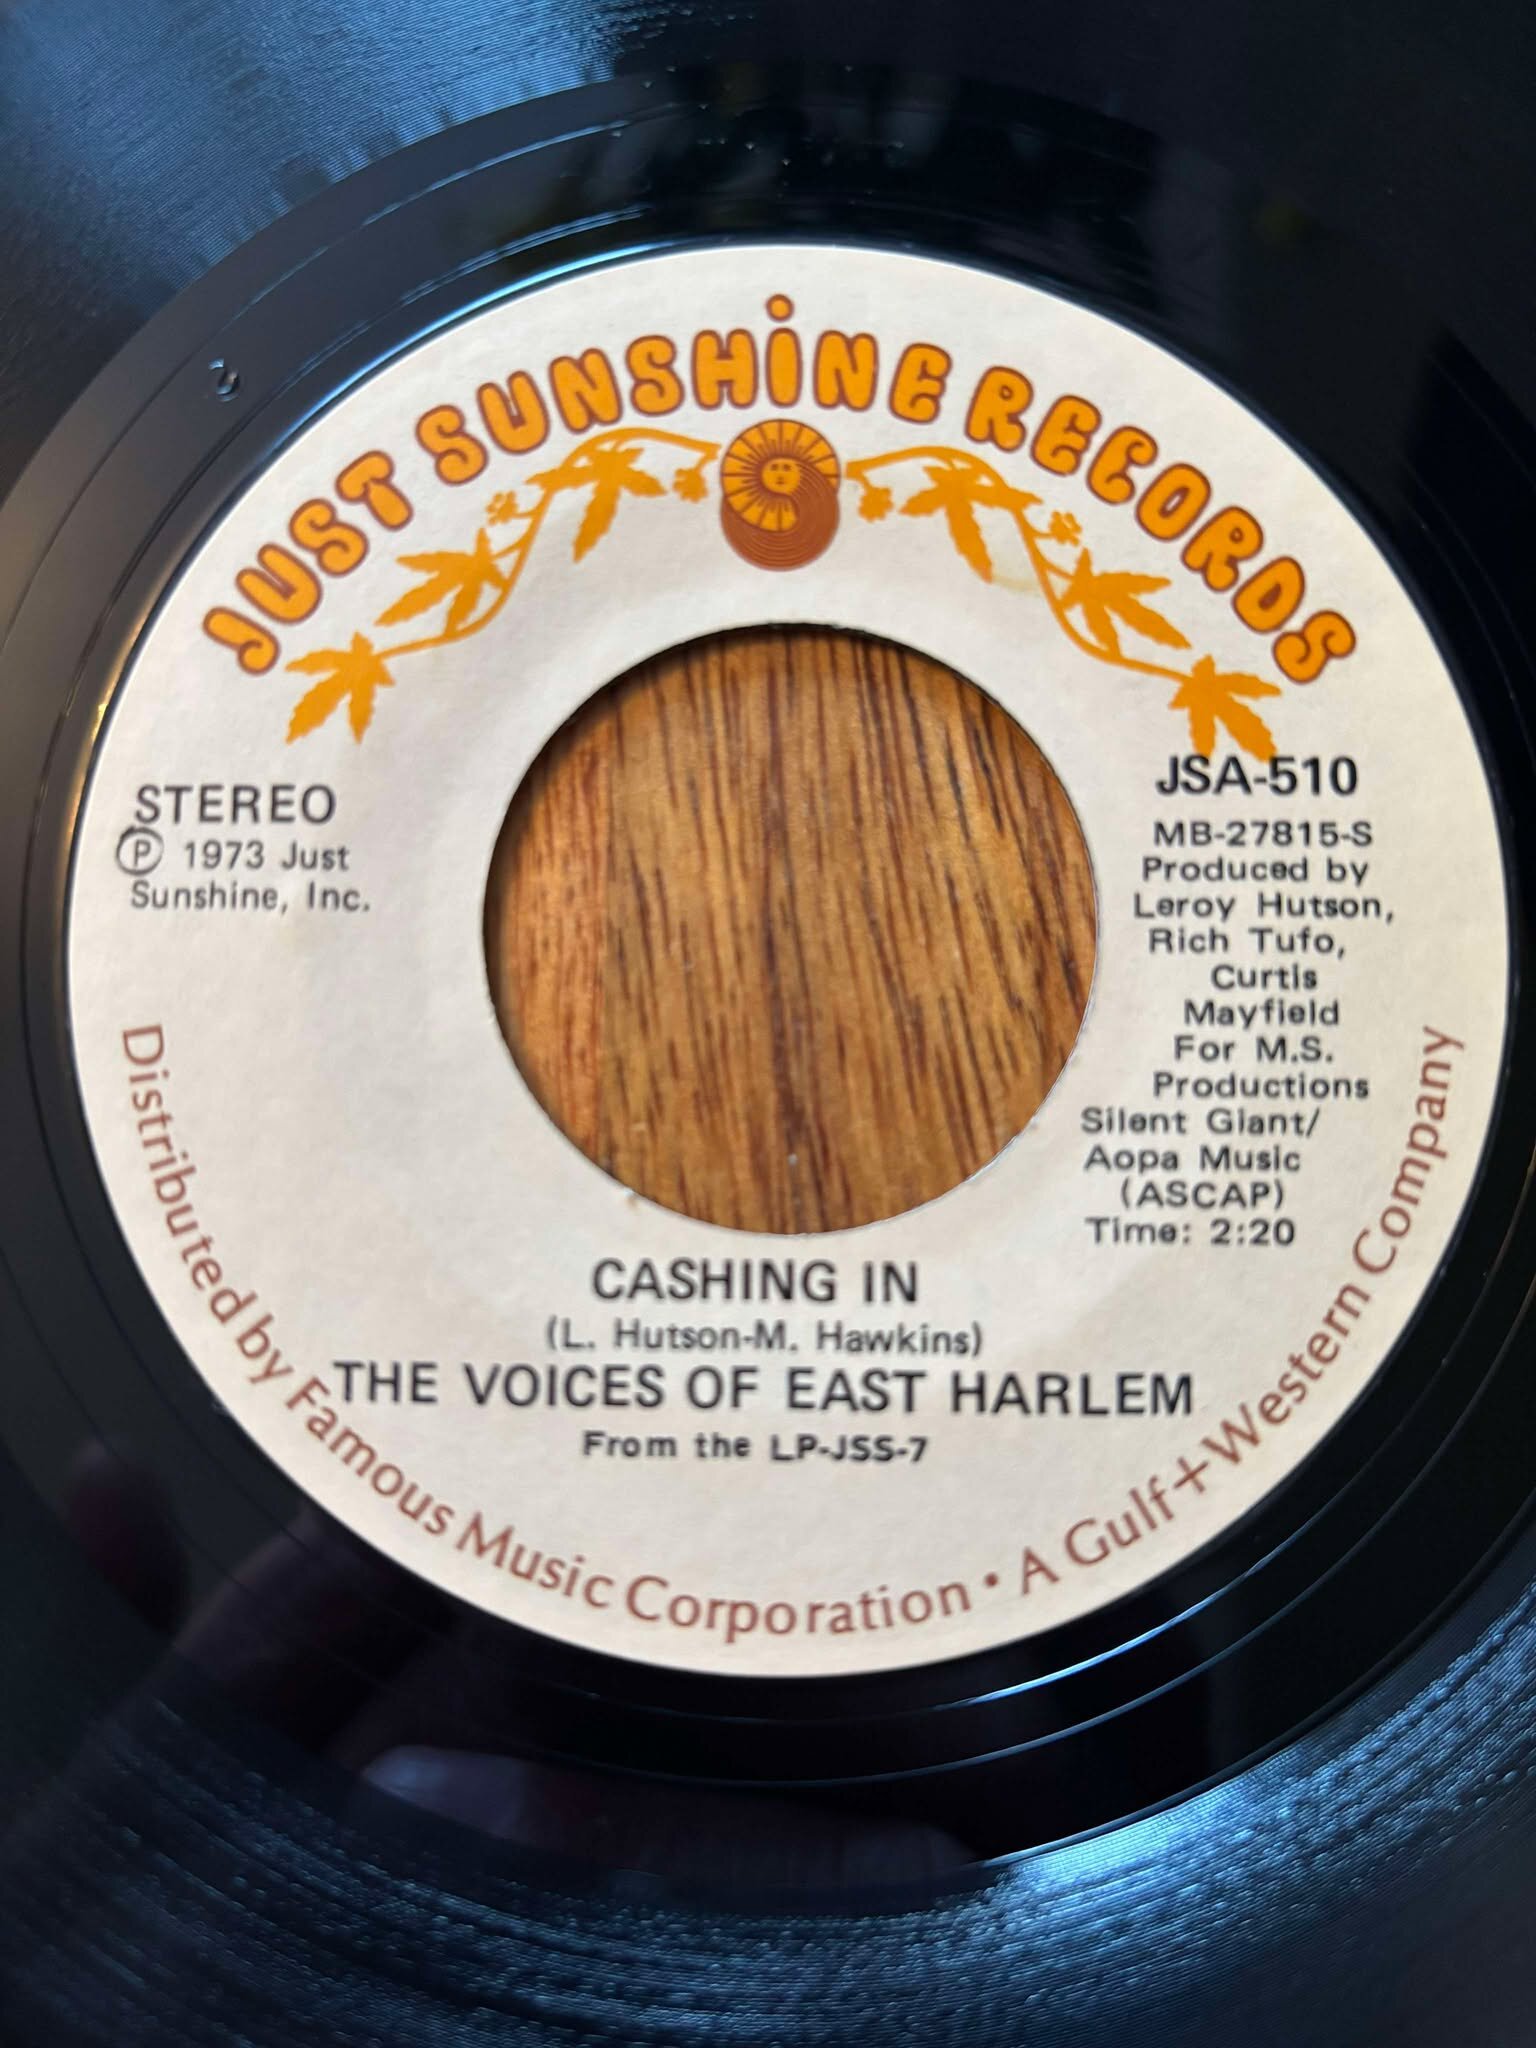 JUST SUNSHiNE RECORDS
STEREO
Ⓟ 1973 Just
Sunshine, Inc.
JSA-510
MB-27815-S
Produced by
Leroy Hutson,
Rich Tufo,
Curtis
Mayfield
For M.S.
Productions
Silent Giant/
Aopa Music
(ASCAP)
Time: 2:20
CASHING IN
(L. Hutson-M. Hawkins)
THE VOICES OF EAST HARLEM
From the LP-JSS-7
Distributed by Famous Music Corporation • A Gulf+Western Company